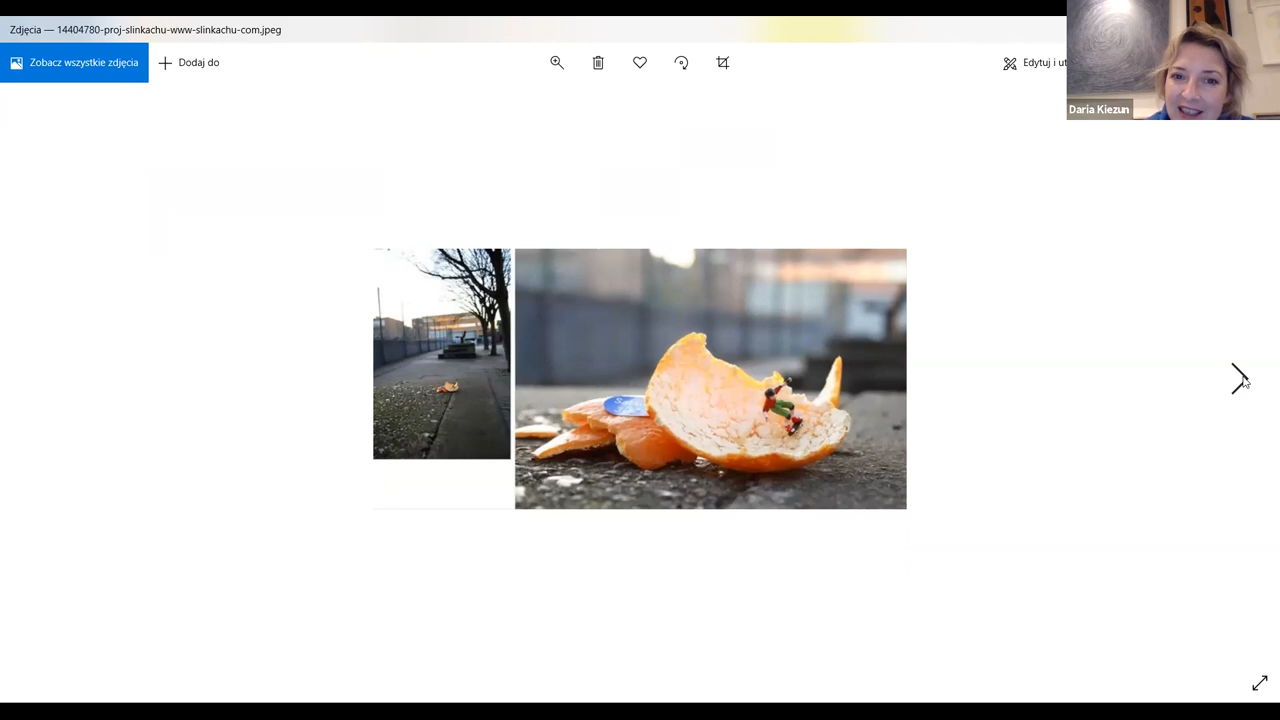 Zdjęcia — 14404780-proj-slinkachu-www-slinkachu-com.jpeg
Zobacz wszystkie zdjęcia
Dodaj do
Edytuj i ut
Daria Kiezun